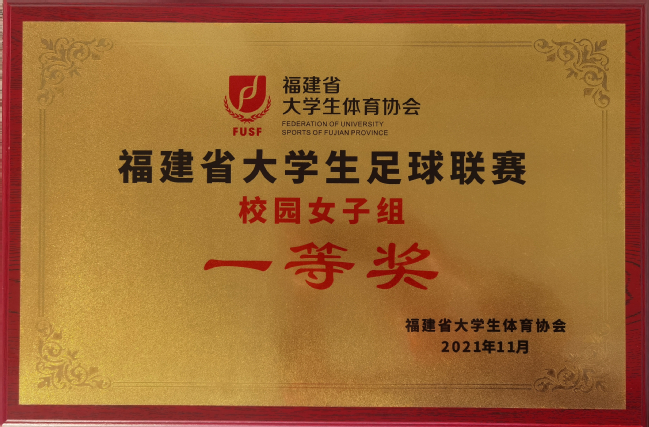 福建省
大学生体育协会
FEDERATION OF UNIVERSITY
SPORTS OF FUJIAN PROVINCE
FUSF
福建省大学生足球联赛
校园女子组
一等奖
福建省大学生体育协会
2021年11月